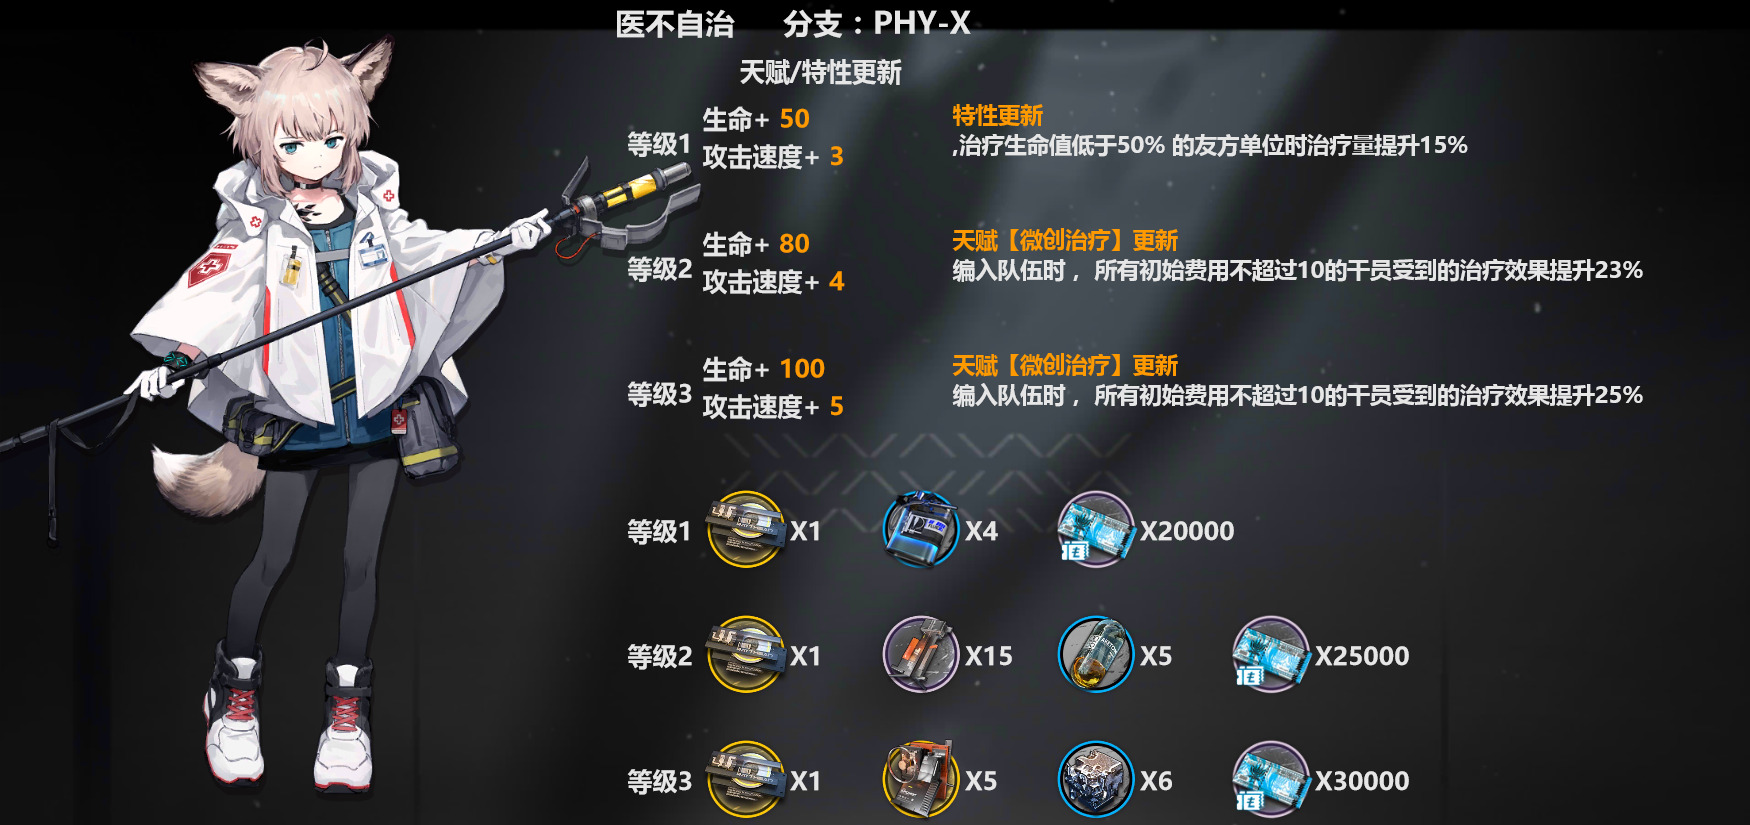 医不自治 分支：PHY-X
天赋/特性更新
等级1 生命+ 50
攻击速度+ 3
特性更新
,治疗生命值低于50% 的友方单位时治疗量提升15%
等级2 生命+ 80
攻击速度+ 4
天赋【微创治疗】更新
编入队伍时， 所有初始费用不超过10的干员受到的治疗效果提升23%
等级3 生命+ 100
攻击速度+ 5
天赋【微创治疗】更新
编入队伍时， 所有初始费用不超过10的干员受到的治疗效果提升25%
等级1 X1 X4 X20000
等级2 X1 X15 X5 X25000
等级3 X1 X5 X6 X30000